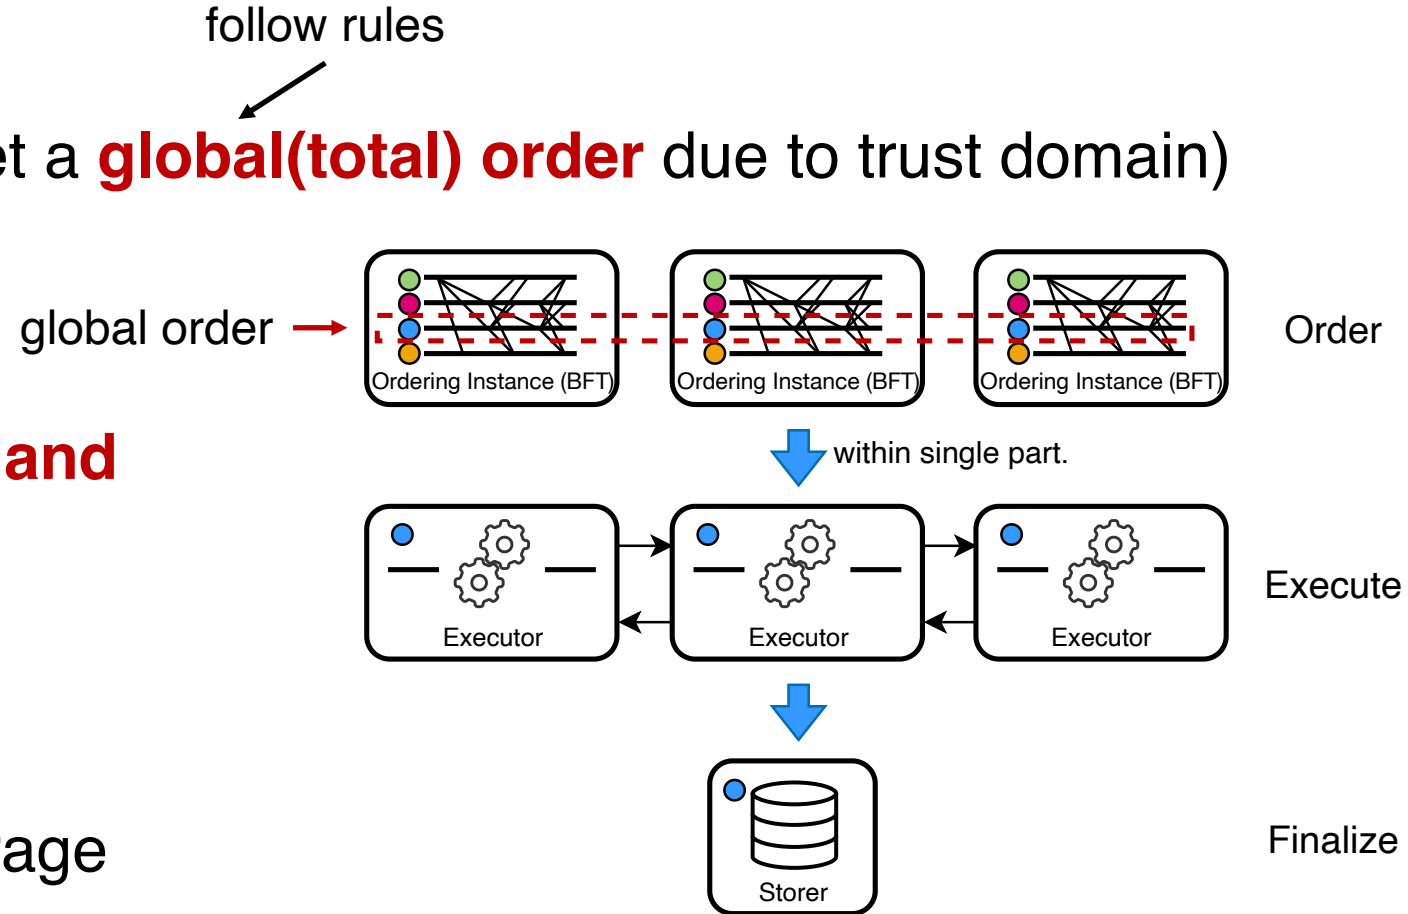 follow rules
et a global(total) order due to trust domain)
global order
Order
Ordering Instance (BFT)
Ordering Instance (BFT)
Ordering Instance (BFT)
and
within single part.
Executor
Executor
Executor
Execute
age
Storer
Finalize